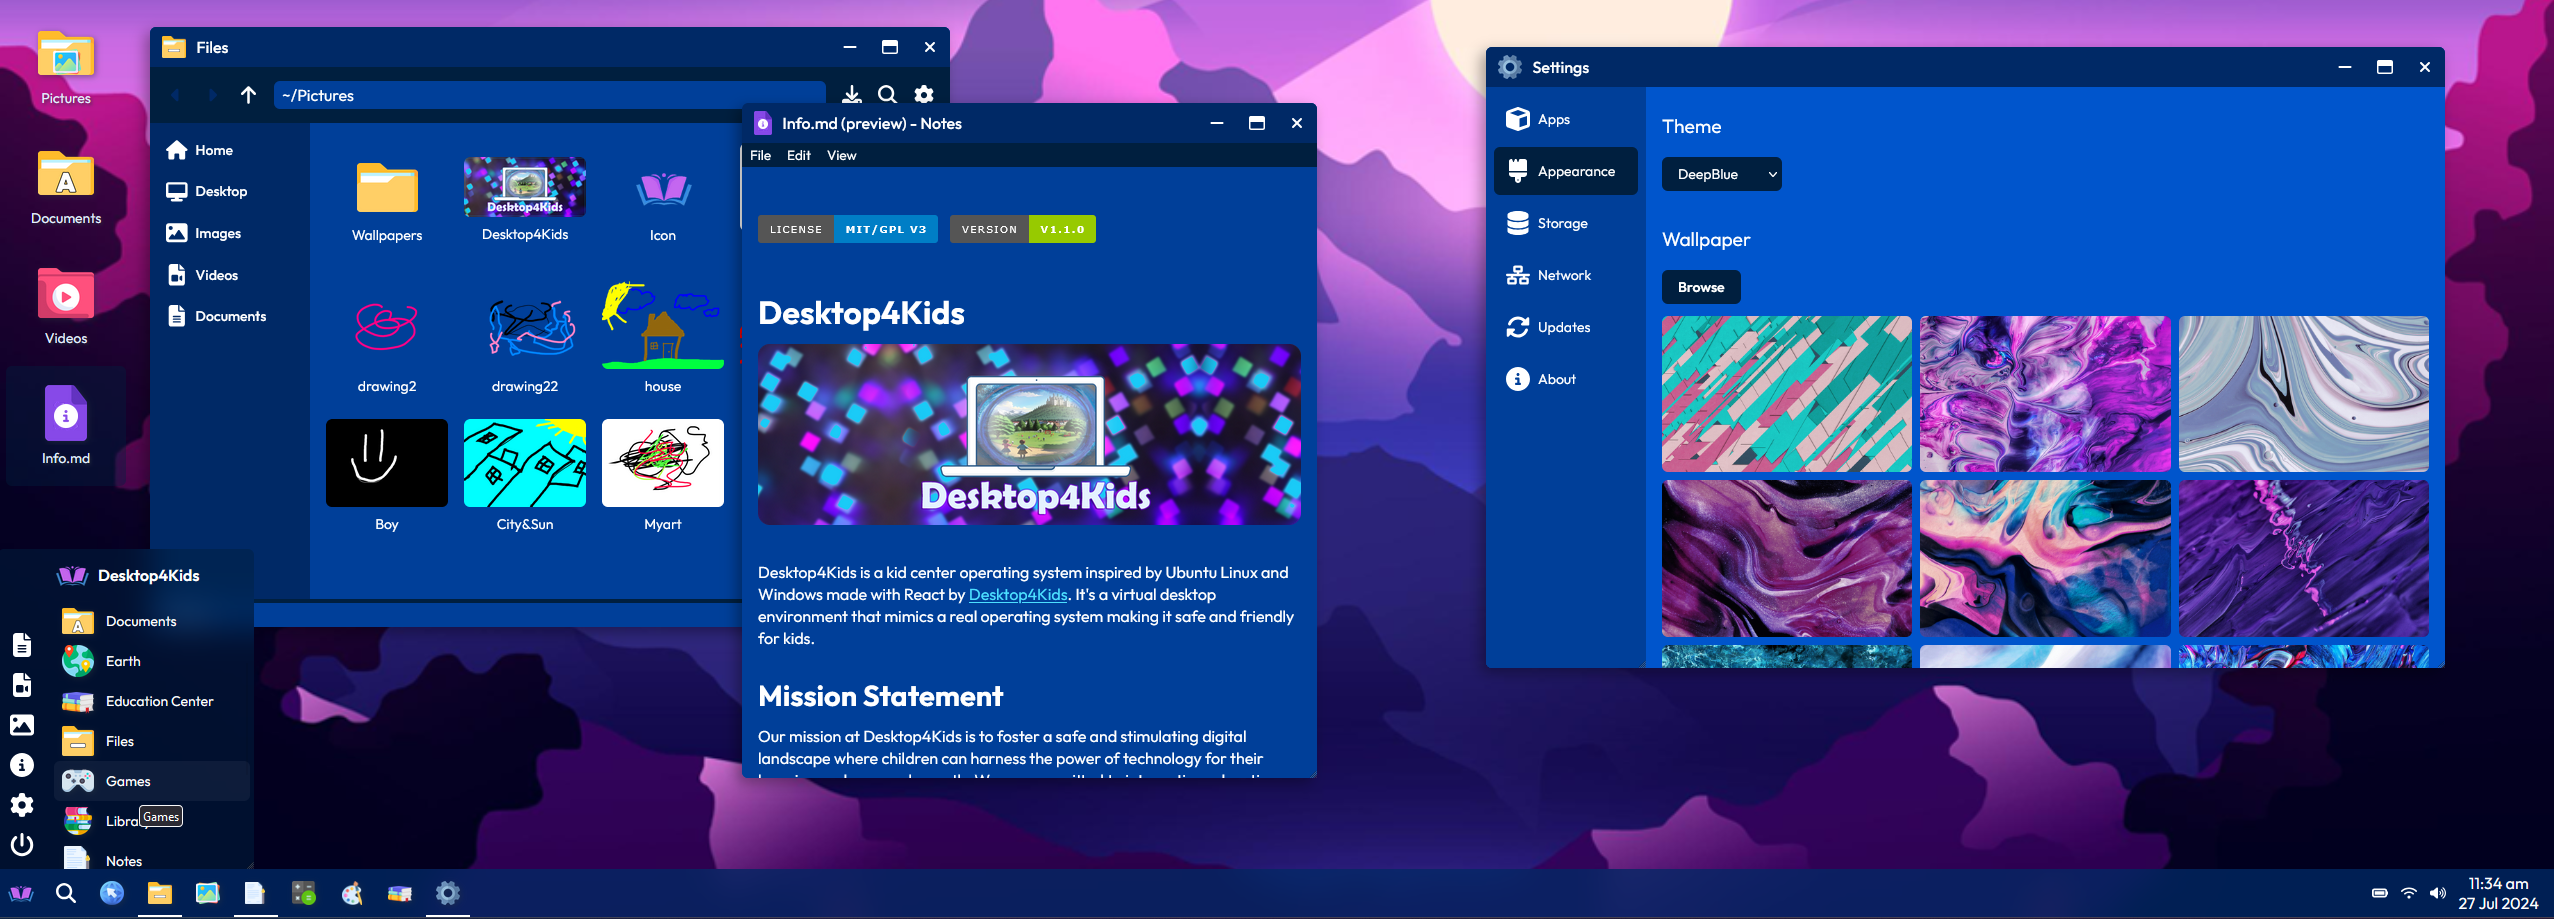 Pictures
Documents
Videos
Info.md
Files
~/Pictures
Home
Desktop
Images
Videos
Documents
Wallpapers
Desktop4Kids
Desktop4Kids
Icon
drawing2
drawing22
house
Boy
City&Sun
Myart
Info.md (preview) - Notes
File Edit View
LICENSE MIT/GPL V3 VERSION V1.1.0
Desktop4Kids
Desktop4Kids
Desktop4Kids is a kid center operating system inspired by Ubuntu Linux and
Windows made with React by Desktop4Kids. It's a virtual desktop
environment that mimics a real operating system making it safe and friendly
for kids.
Mission Statement
Our mission at Desktop4Kids is to foster a safe and stimulating digital
landscape where children can harness the power of technology for their
Settings
Apps
Appearance
Storage
Network
Updates
About
Theme
DeepBlue
Wallpaper
Browse
Desktop4Kids
Documents
Earth
Education Center
Files
Games
Games
Notes
11:34 am
27 Jul 2024